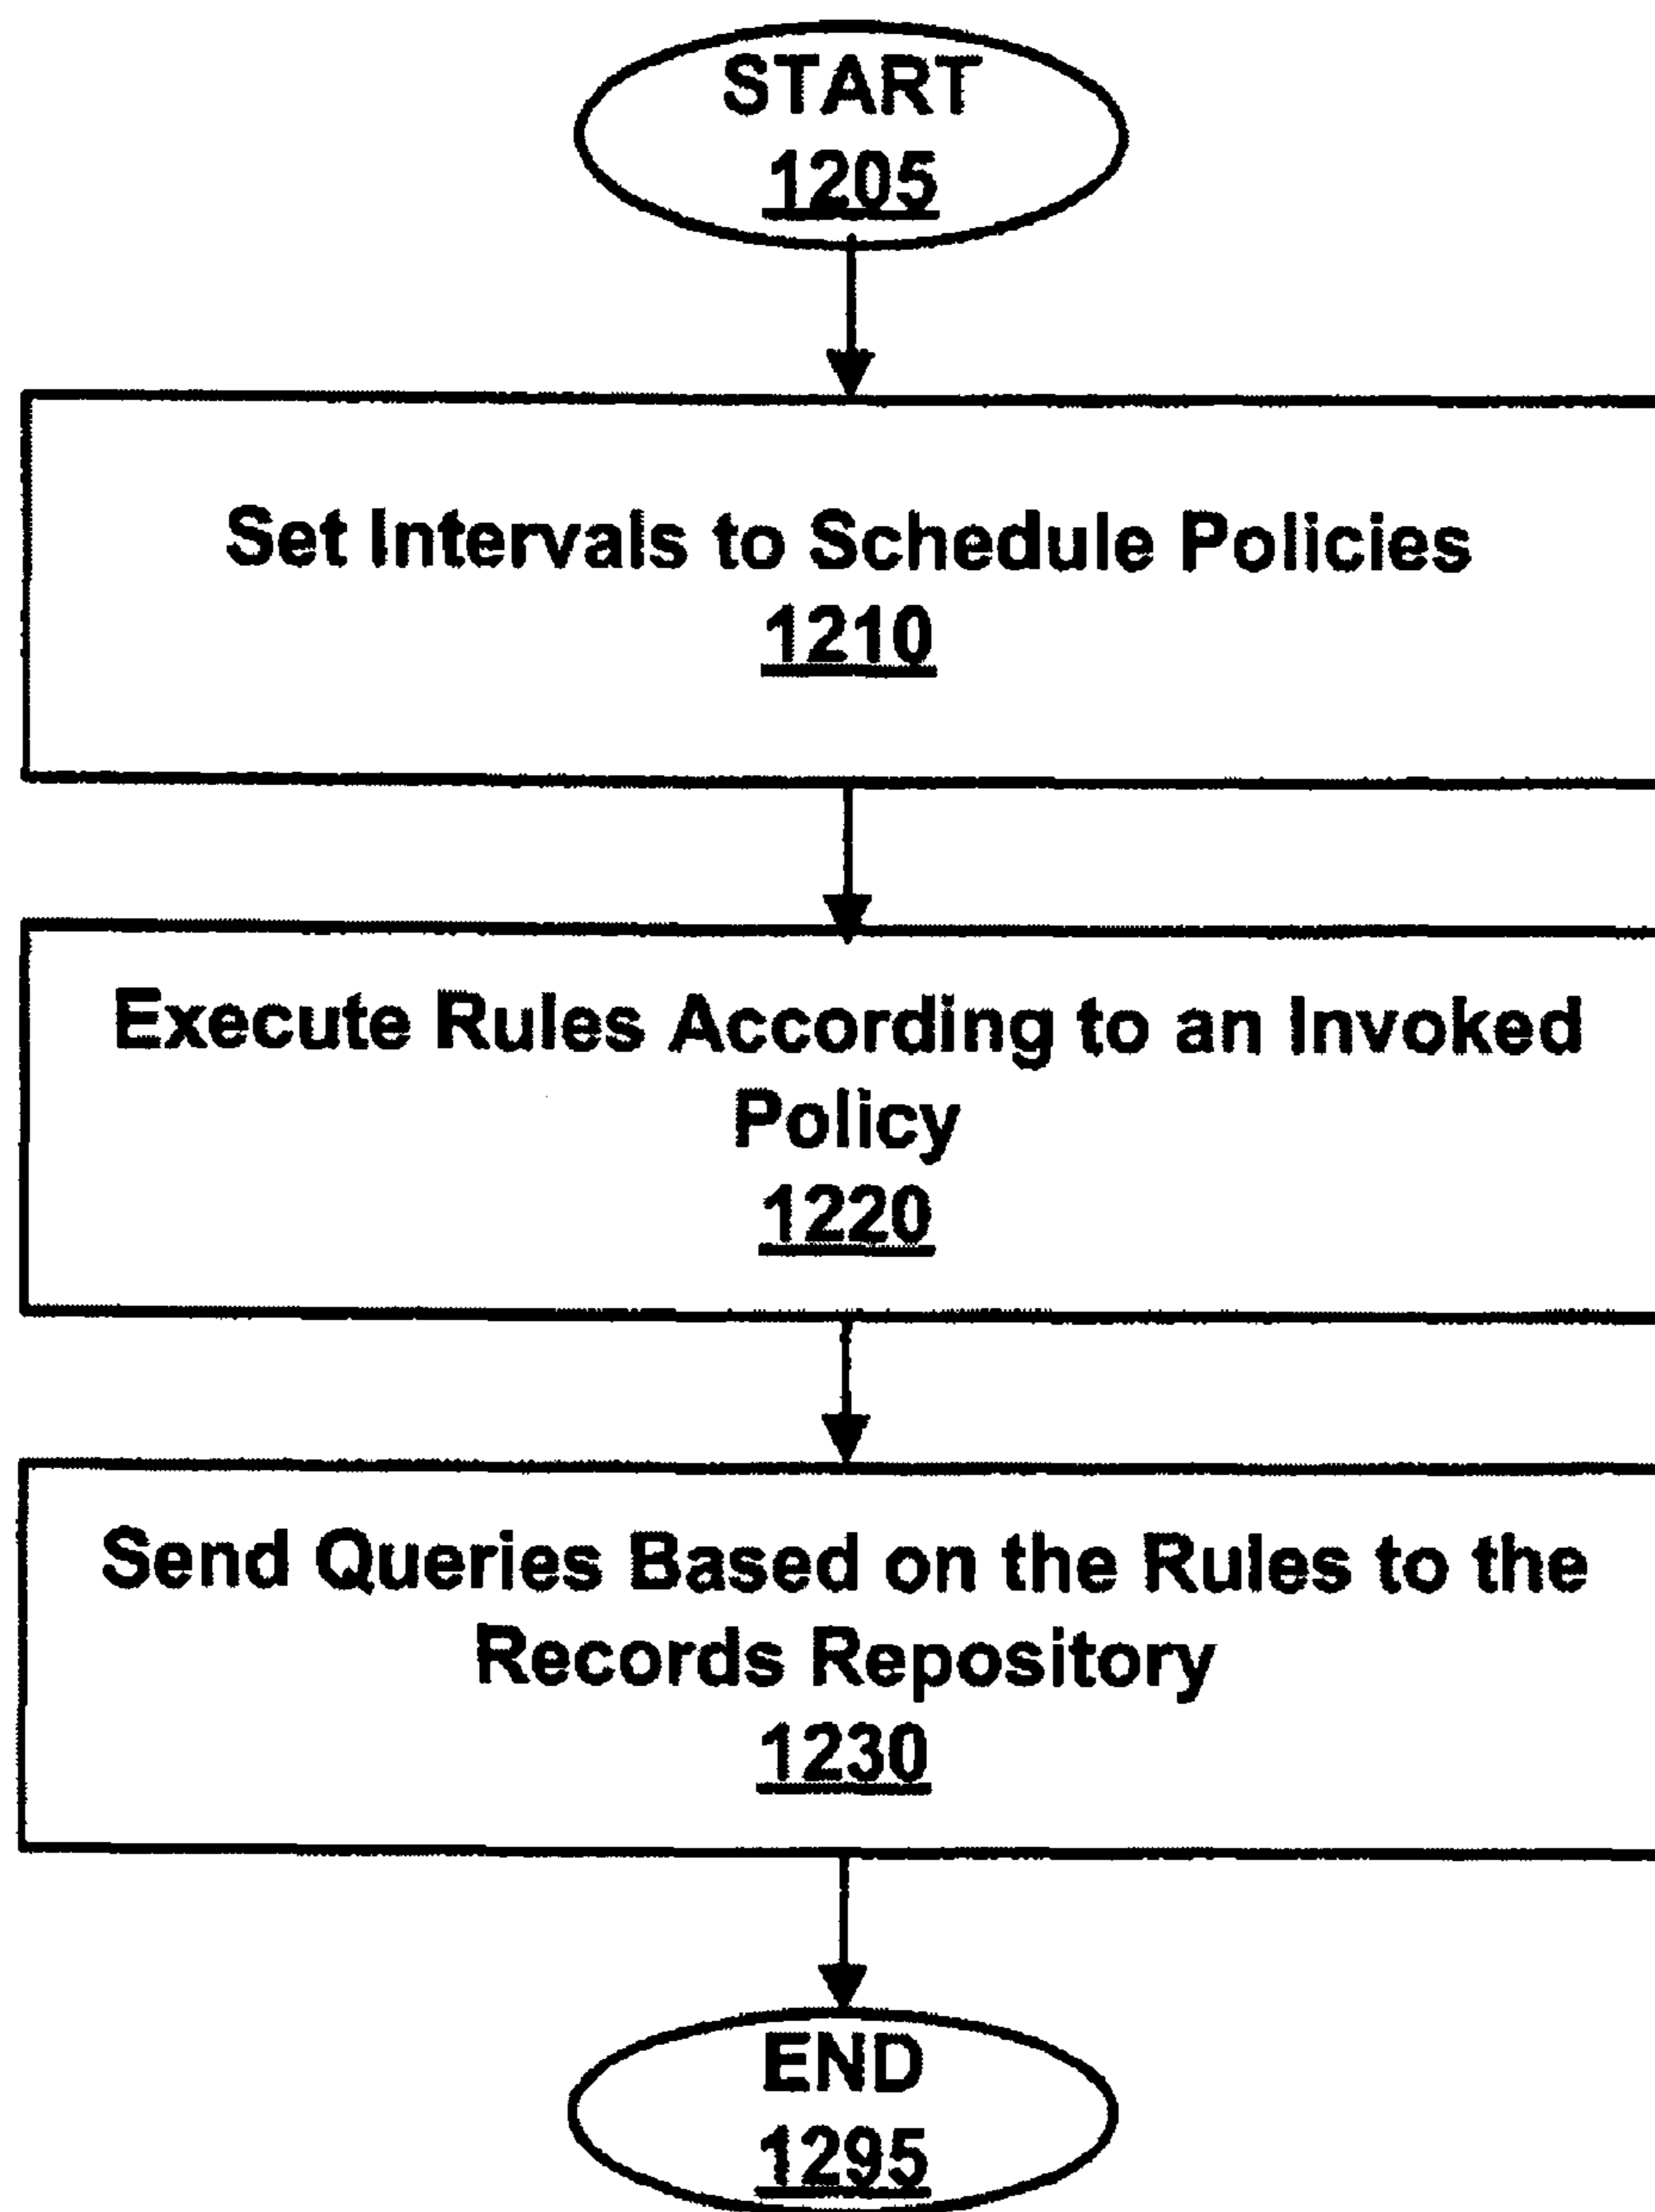 START
1205
Set Intervals to Schedule Policies
1210
Execute Rules According to an Invoked
Policy
1220
Send Queries Based on the Rules to the
Records Repository
1230
END
1295